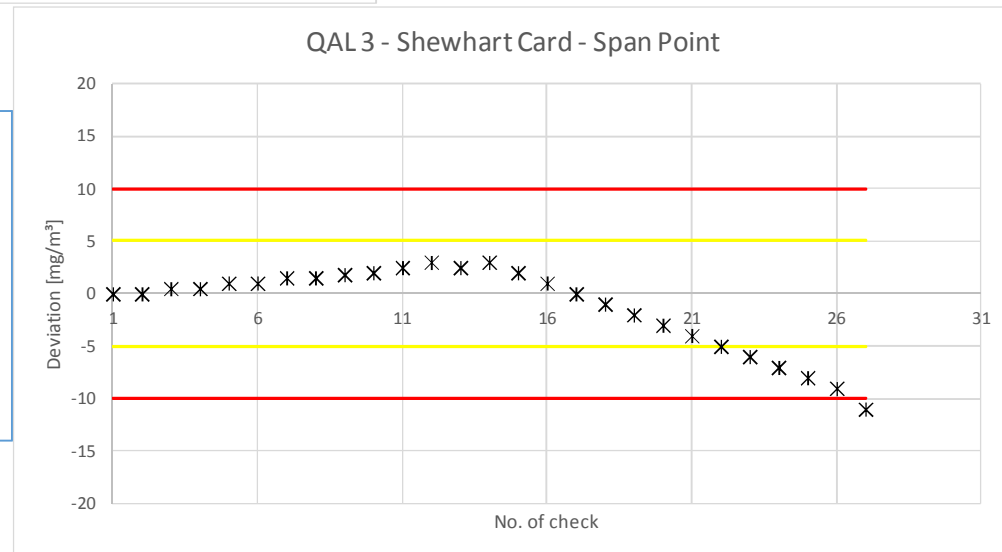 QAL 3 - Shewhart Card - Span Point
20
15
10
5
0
-5
-10
-15
-20
1 6 11 16 21 26 31
Deviation [mg/m³]
No. of check